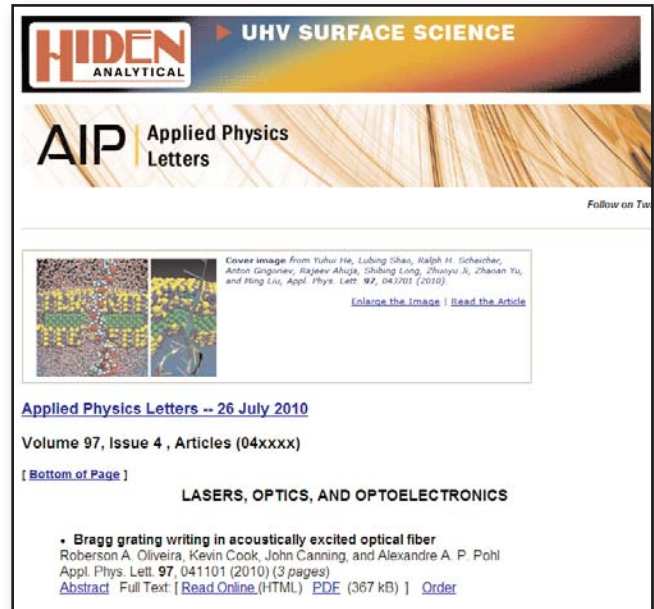 HIDEN
ANALYTICAL
UHV SURFACE SCIENCE
AIP Applied Physics
Letters
Follow on Tw
Cover image from Yuhui He, Lubing Shao, Ralph H. Scheicher,
Anton Grigoriev, Rajeev Ahuja, Shibing Long, Zhuoyu Ji, Zhaoan Yu,
and Ming Liu, Appl. Phys. Lett. 97, 043701 (2010).
Enlarge the Image | Read the Article
Applied Physics Letters -- 26 July 2010
Volume 97, Issue 4 , Articles (04xxxx)
[ Bottom of Page ]
LASERS, OPTICS, AND OPTOELECTRONICS
• Bragg grating writing in acoustically excited optical fiber
Roberson A. Oliveira, Kevin Cook, John Canning, and Alexandre A. P. Pohl
Appl. Phys. Lett. 97, 041101 (2010) (3 pages)
Abstract Full Text: [ Read Online (HTML) PDF (367 kB) ] Order